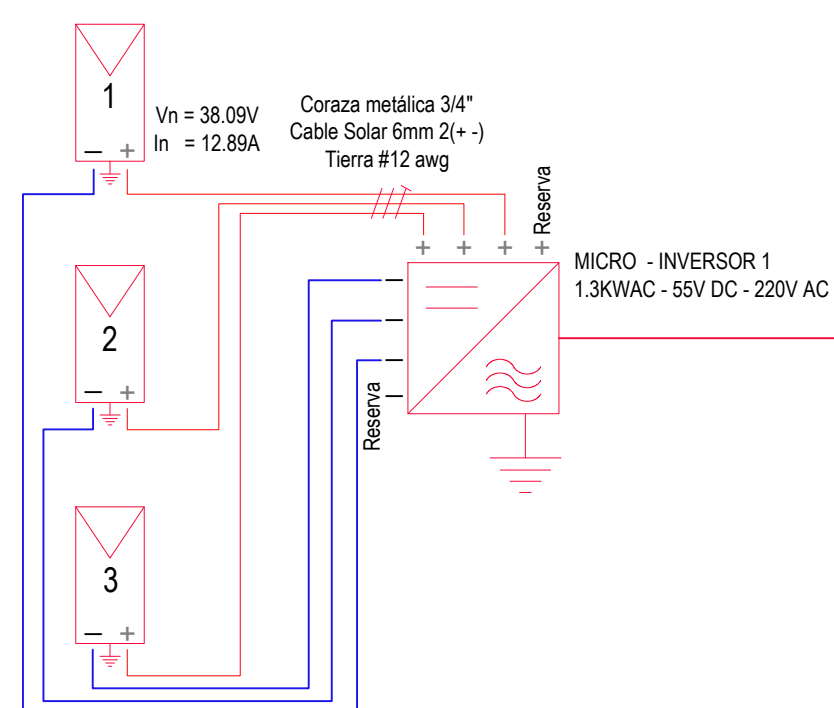 1
Vn = 38.09V
In = 12.89A
Coraza metálica 3/4"
Cable Solar 6mm 2(+ -)
Tierra #12 awg
− +
Reserva
+ + + +
MICRO - INVERSOR 1
1.3KWAC - 55V DC - 220V AC
−
−
−
−
Reserva
2
− +
3
− +